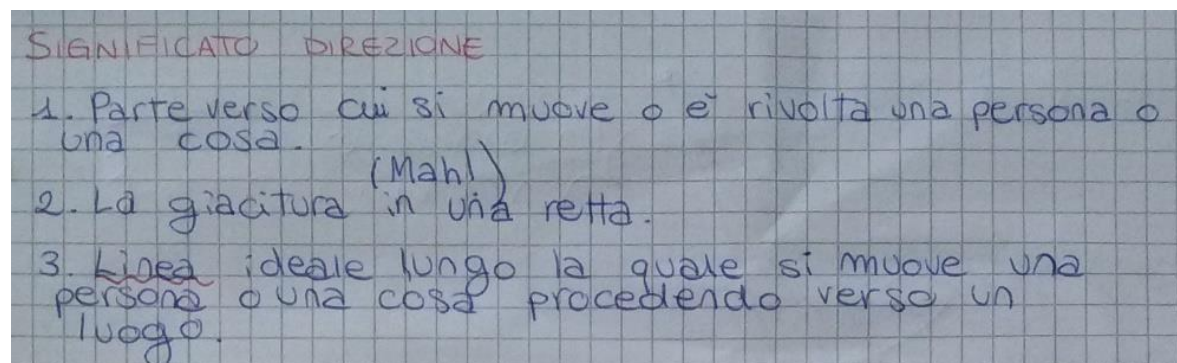 SIGNIFICATO DIREZIONE
1. Parte verso cui si muove o è rivolta una persona o
una cosa.
(Mah!)
2. La giacitura in una retta.
3. Linea ideale lungo la quale si muove una
persona o una cosa procedendo verso un
luogo.